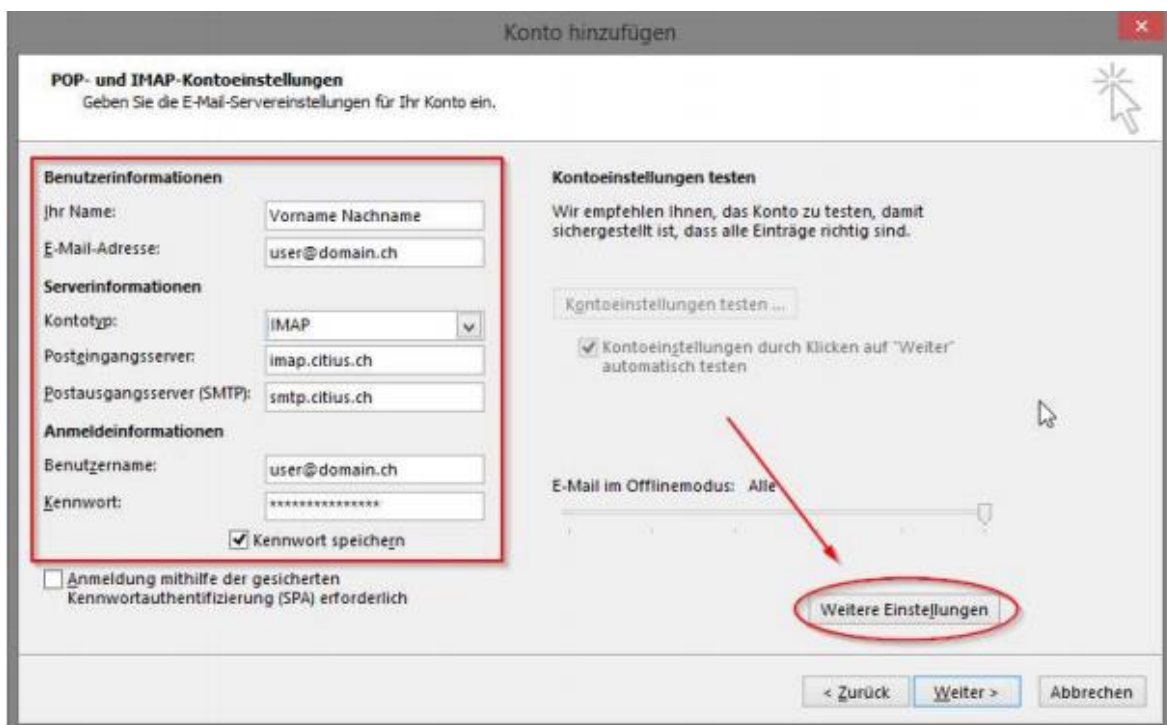 Konto hinzufügen
POP- und IMAP-Kontoeinstellungen
Geben Sie die E-Mail-Servereinstellungen für Ihr Konto ein.
Benutzerinformationen
Ihr Name:
Vorname Nachname
E-Mail-Adresse:
user@domain.ch
Serverinformationen
Kontotyp:
IMAP
Posteingangsserver:
imap.citius.ch
Postausgangsserver (SMTP):
smtp.citius.ch
Anmeldeinformationen
Benutzername:
user@domain.ch
Kennwort:
***************
Kennwort speichern
Anmeldung mithilfe der gesicherten
Kennwortauthentifizierung (SPA) erforderlich
Kontoeinstellungen testen
Wir empfehlen Ihnen, das Konto zu testen, damit
sichergestellt ist, dass alle Einträge richtig sind.
Kontoeinstellungen testen ...
Kontoeinstellungen durch Klicken auf "Weiter"
automatisch testen
E-Mail im Offlinemodus: Alle
Weitere Einstellungen
< Zurück
Weiter >
Abbrechen